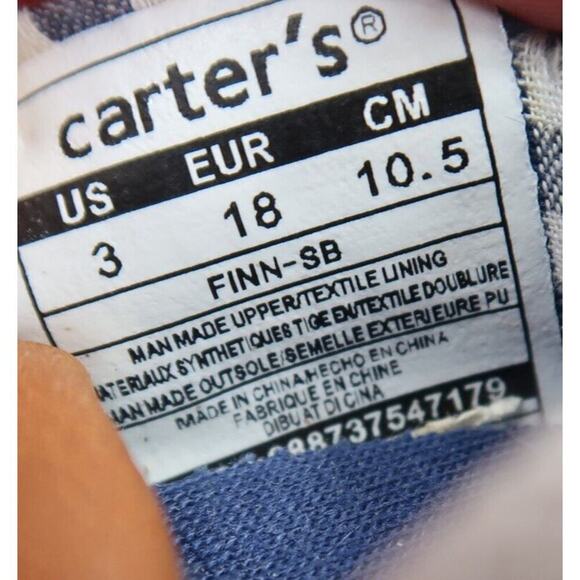 carter's®
US EUR CM
3 18 10.5
FINN-SB
MAN MADE UPPER/TEXTILE LINING
MATERIAUX SYNTHETIQUES TIGE EN/TEXTILE DOUBLURE
MAN MADE OUTSOLE/SEMELLE EXTERIEURE PU
MADE IN CHINA/HECHO EN CHINA
FABRIQUE EN CHINE
DIBUAT DI CINA
888737547179